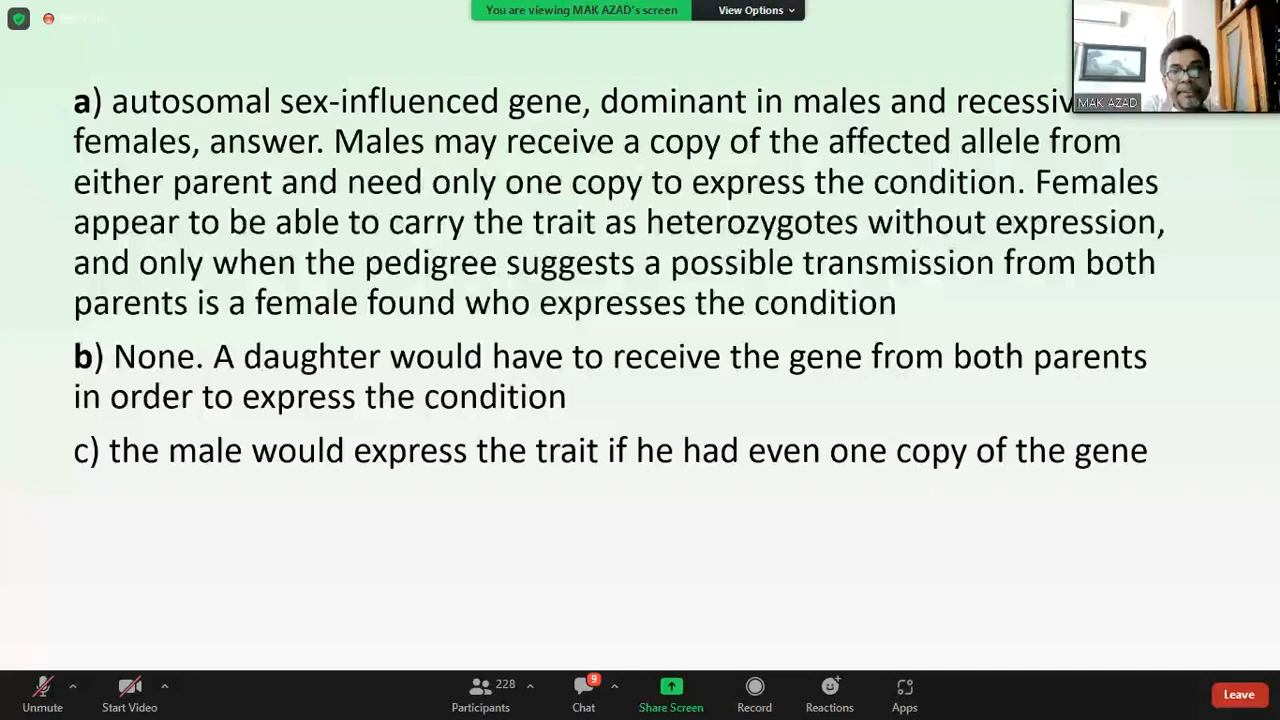 You are viewing MAK AZAD's screen
View Options
MAK AZAD
a) autosomal sex-influenced gene, dominant in males and recessiv
females, answer. Males may receive a copy of the affected allele from
either parent and need only one copy to express the condition. Females
appear to be able to carry the trait as heterozygotes without expression,
and only when the pedigree suggests a possible transmission from both
parents is a female found who expresses the condition
b) None. A daughter would have to receive the gene from both parents
in order to express the condition
c) the male would express the trait if he had even one copy of the gene
Unmute
Start Video
228
Participants
9
Chat
Share Screen
Record
Reactions
Apps
Leave